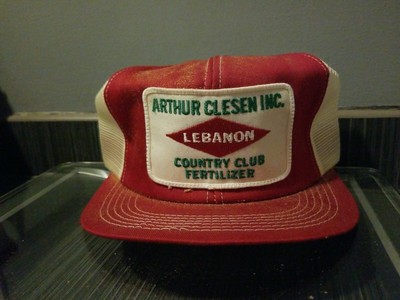 ARTHUR CLESEN INC.
LEBANON
COUNTRY CLUB
FERTILIZER